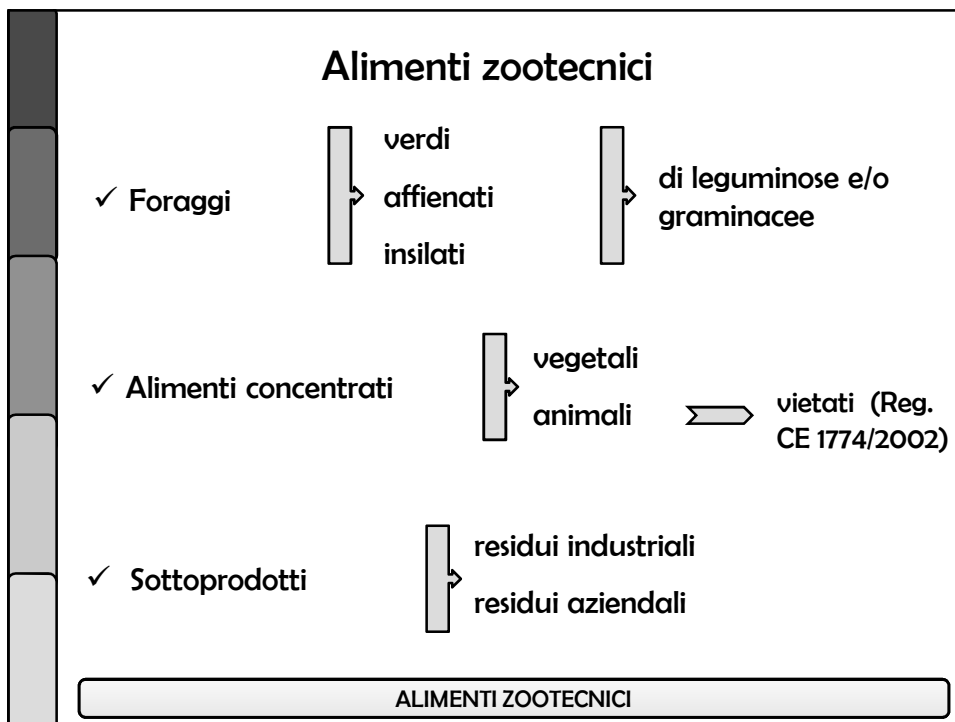 Alimenti zootecnici
✓ Foraggi
verdi
affienati
insilati
di leguminose e/o
graminacee
✓ Alimenti concentrati
vegetali
animali
vietati (Reg.
CE 1774/2002)
✓ Sottoprodotti
residui industriali
residui aziendali
ALIMENTI ZOOTECNICI